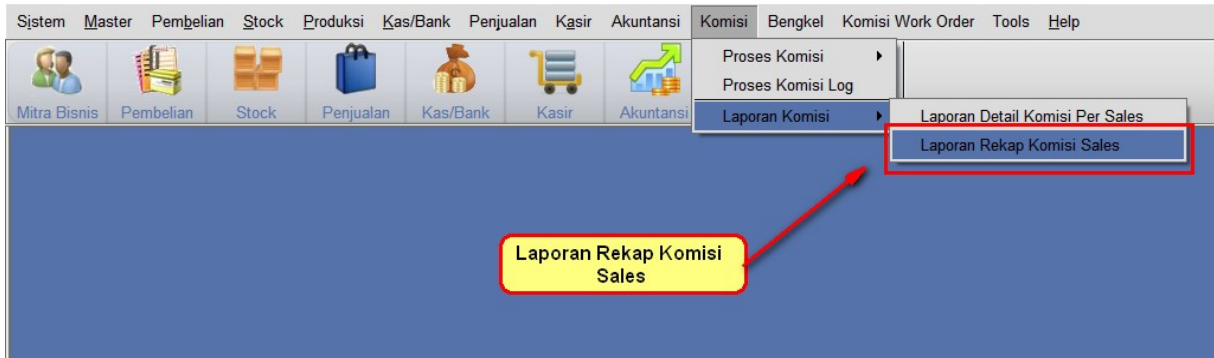 Sistem Master Pembelian Stock Produksi Kas/Bank Penjualan Kasir Akuntansi Komisi Bengkel Komisi Work Order Tools Help
Proses Komisi
Proses Komisi Log
Mitra Bisnis Pembelian Stock Penjualan Kas/Bank Kasir Akuntansi
Laporan Komisi
Laporan Detail Komisi Per Sales
Laporan Rekap Komisi Sales
Laporan Rekap Komisi
Sales